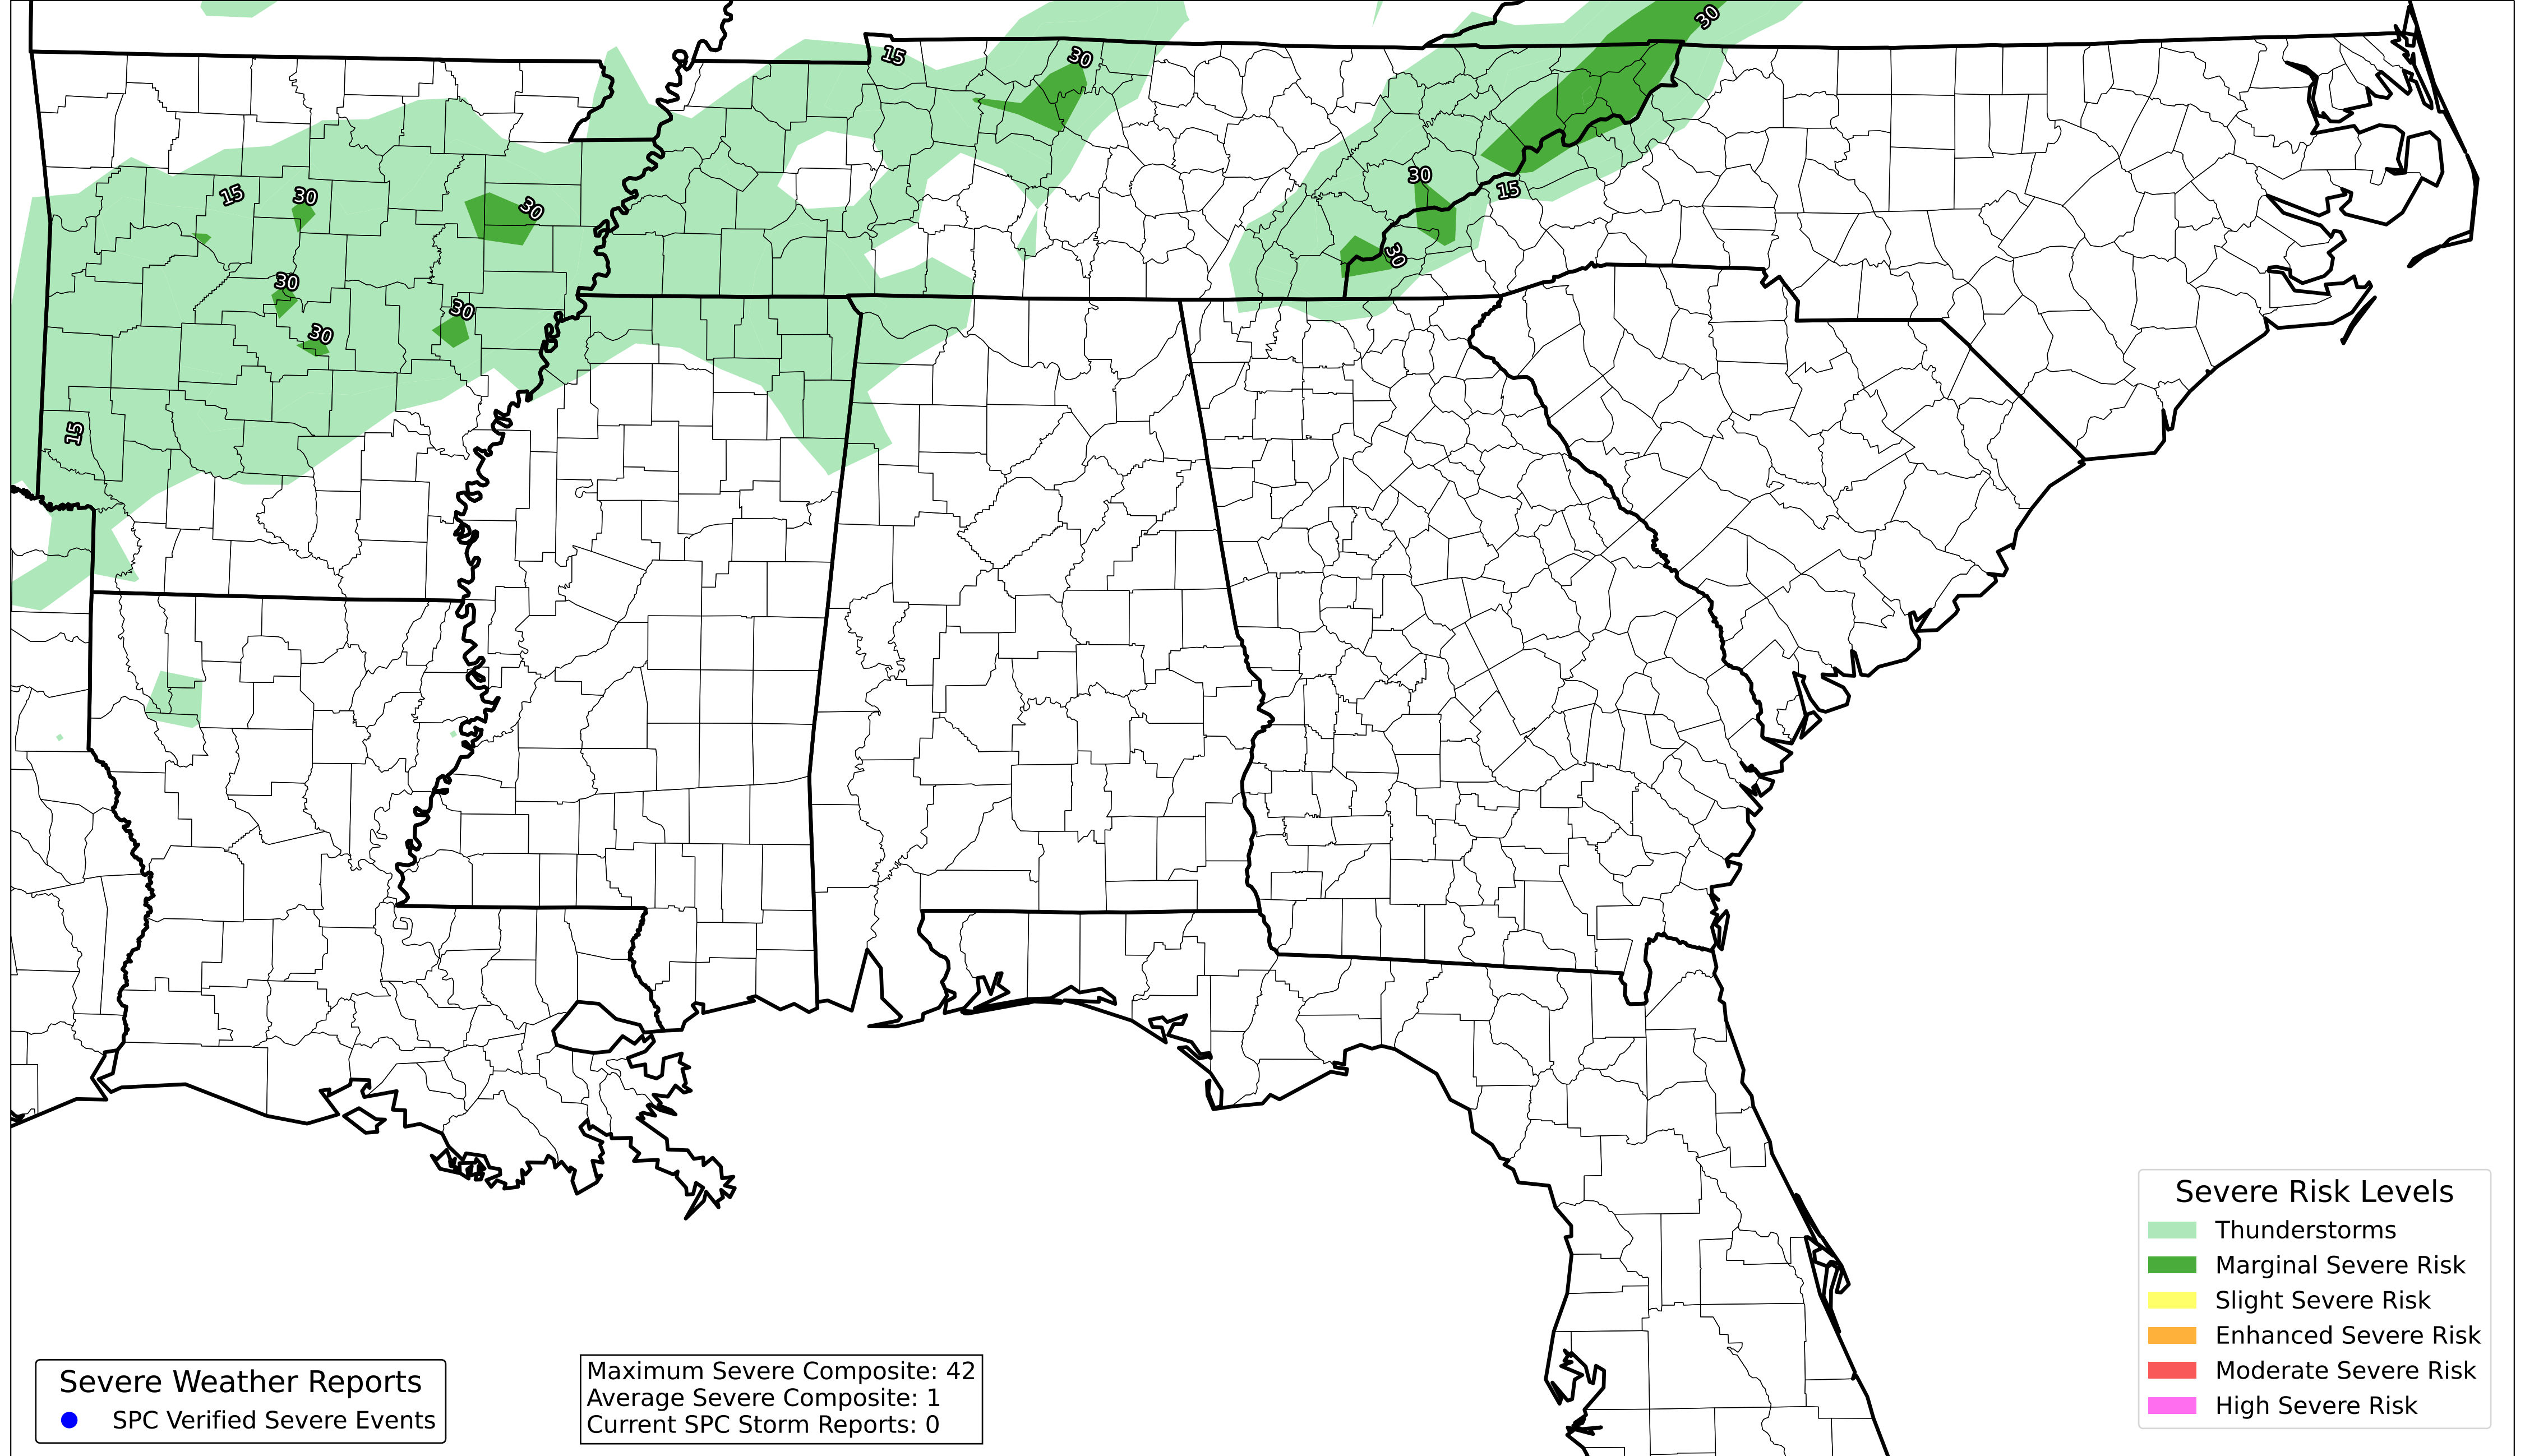 30
15
30
15
30
30
30
15
30
30
30
30
15
Severe Risk Levels
Thunderstorms
Marginal Severe Risk
Slight Severe Risk
Enhanced Severe Risk
Moderate Severe Risk
High Severe Risk
Severe Weather Reports
SPC Verified Severe Events
Maximum Severe Composite: 42
Average Severe Composite: 1
Current SPC Storm Reports: 0